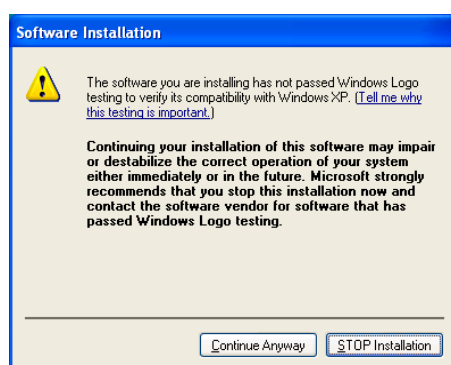 Software Installation
The software you are installing has not passed Windows Logo
testing to verify its compatibility with Windows XP. (Tell me why
this testing is important.)
Continuing your installation of this software may impair
or destabilize the correct operation of your system
either immediately or in the future. Microsoft strongly
recommends that you stop this installation now and
contact the software vendor for software that has
passed Windows Logo testing.
Continue Anyway STOP Installation